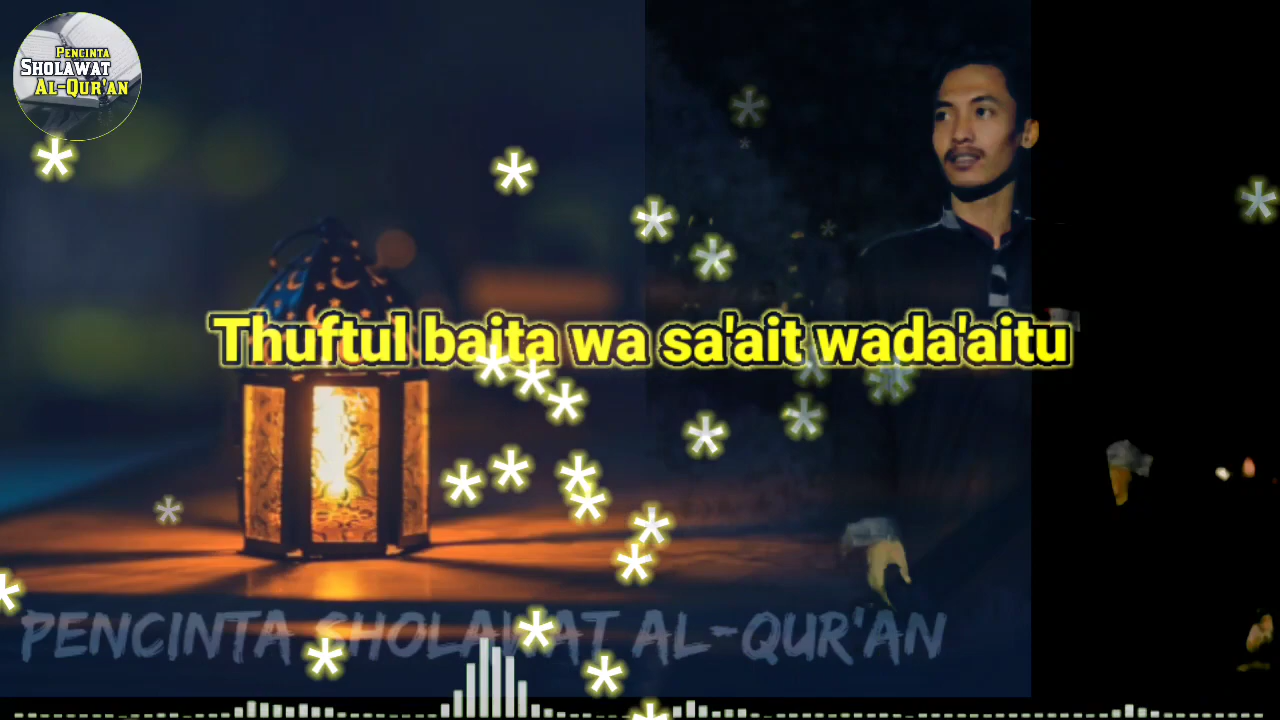 Pencinta
Sholawat
Al-Qur'an
Thuftul baita wa sa'ait wada'aitu
PENCINTA SHOLAWAT AL-QUR'AN